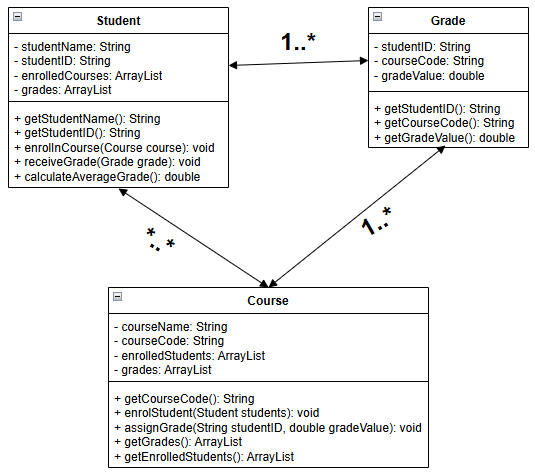 Student
- studentName: String
- studentID: String
- enrolledCourses: ArrayList
- grades: ArrayList
+ getStudentName(): String
+ getStudentID(): String
+ enrolInCourse(Course course): void
+ receiveGrade(Grade grade): void
+ calculateAverageGrade(): double
1..*
Grade
- studentID: String
- courseCode: String
- gradeValue: double
+ getStudentID(): String
+ getCourseCode(): String
+ getGradeValue(): double
*..*
1..*
Course
- courseName: String
- courseCode: String
- enrolledStudents: ArrayList
- grades: ArrayList
+ getCourseCode(): String
+ enrolStudent(Student students): void
+ assignGrade(String studentID, double gradeValue): void
+ getGrades(): ArrayList
+ getEnrolledStudents(): ArrayList